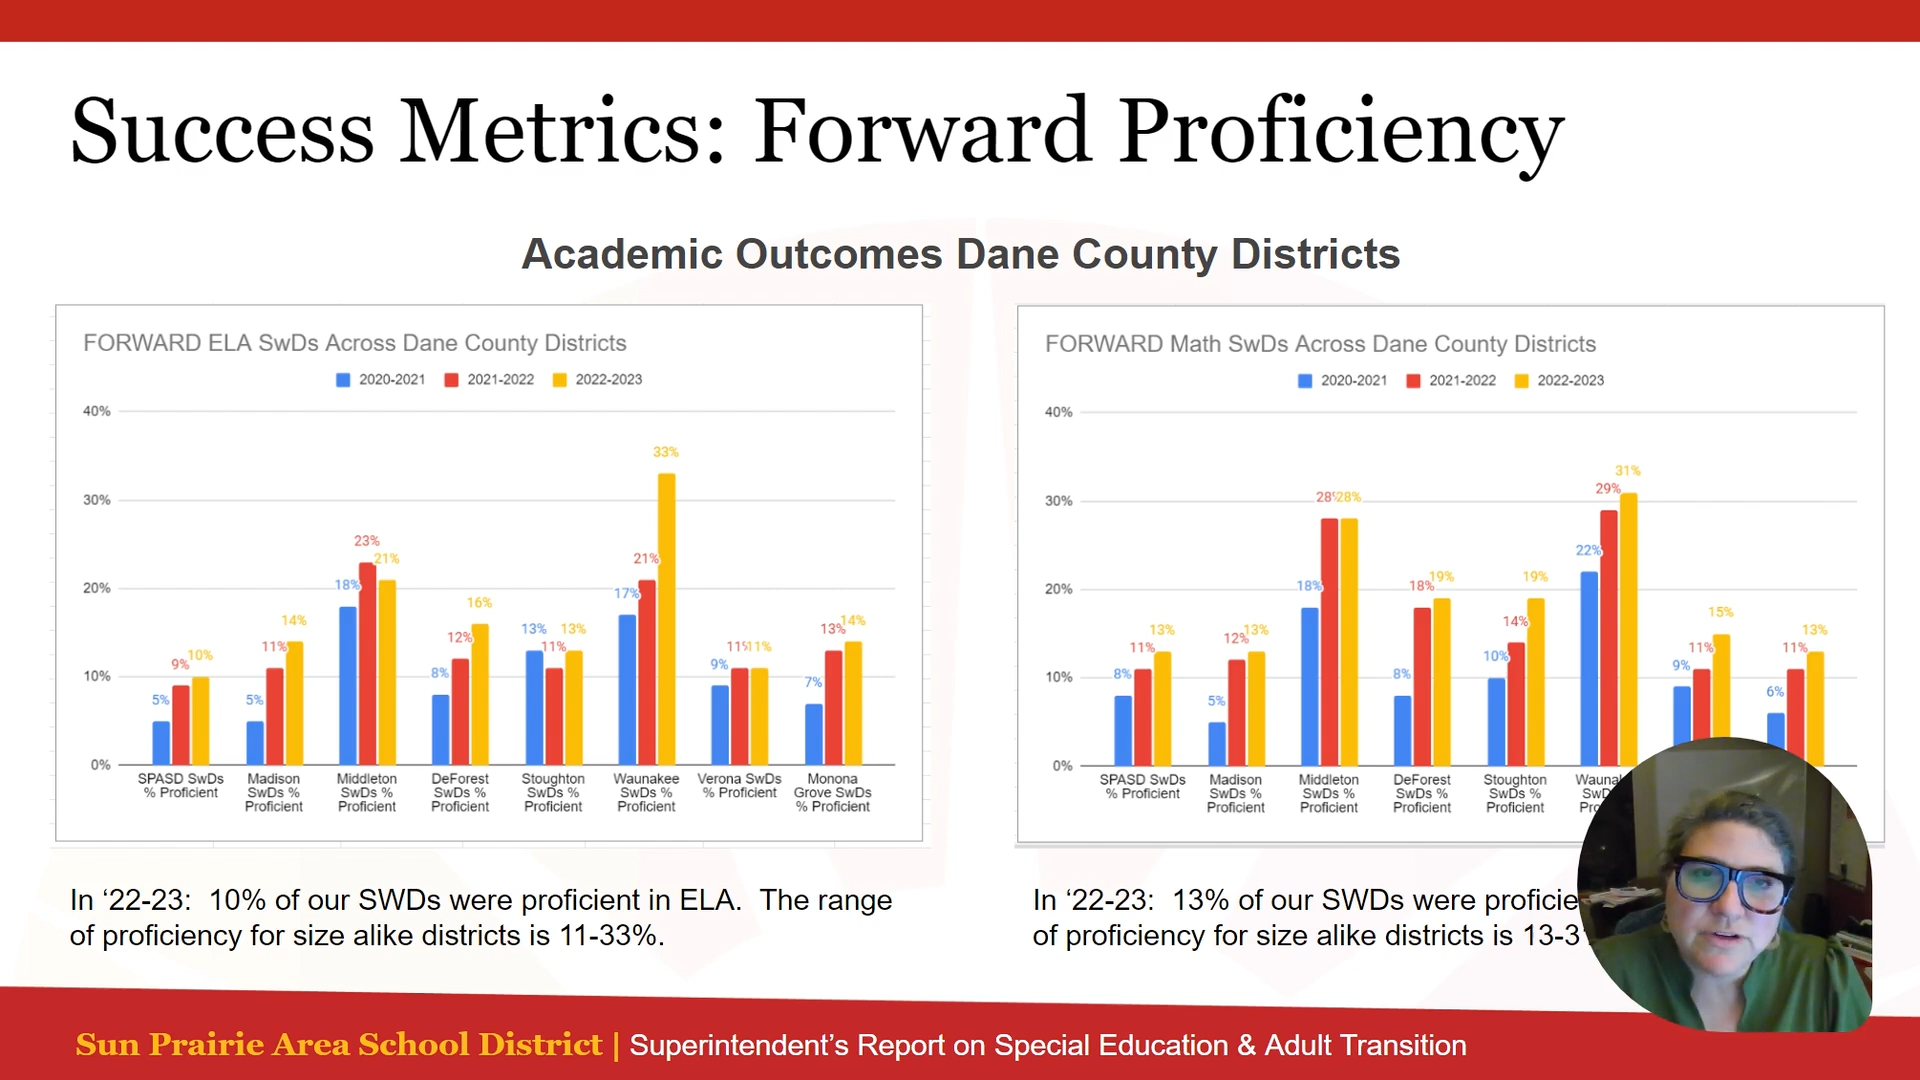 Success Metrics: Forward Proficiency
Academic Outcomes Dane County Districts
FORWARD ELA SwDs Across Dane County Districts
2020-2021 2021-2022 2022-2023
40%
30%
20%
10%
0%
5% 9% 10%
5% 11% 14%
18% 23% 21%
8% 12% 16%
13% 11% 13%
17% 21% 33%
9% 11% 11%
7% 13% 14%
SPASD SwDs
% Proficient
Madison
SwDs %
Proficient
Middleton
SwDs %
Proficient
DeForest
SwDs %
Proficient
Stoughton
SwDs %
Proficient
Waunakee
SwDs %
Proficient
Verona SwDs
% Proficient
Monona
Grove SwDs
% Proficient
In ‘22-23: 10% of our SWDs were proficient in ELA. The range
of proficiency for size alike districts is 11-33%.
FORWARD Math SwDs Across Dane County Districts
2020-2021 2021-2022 2022-2023
40%
30%
20%
10%
0%
8% 11% 13%
5% 12% 13%
18% 28% 28%
8% 18% 19%
10% 14% 19%
22% 29% 31%
9% 11% 15%
6% 11% 13%
SPASD SwDs
% Proficient
Madison
SwDs %
Proficient
Middleton
SwDs %
Proficient
DeForest
SwDs %
Proficient
Stoughton
SwDs %
Proficient
In ‘22-23: 13% of our SWDs were
of proficiency for size alike districts is
Sun Prairie Area School District | Superintendent’s Report on Special Education & Adult Transition